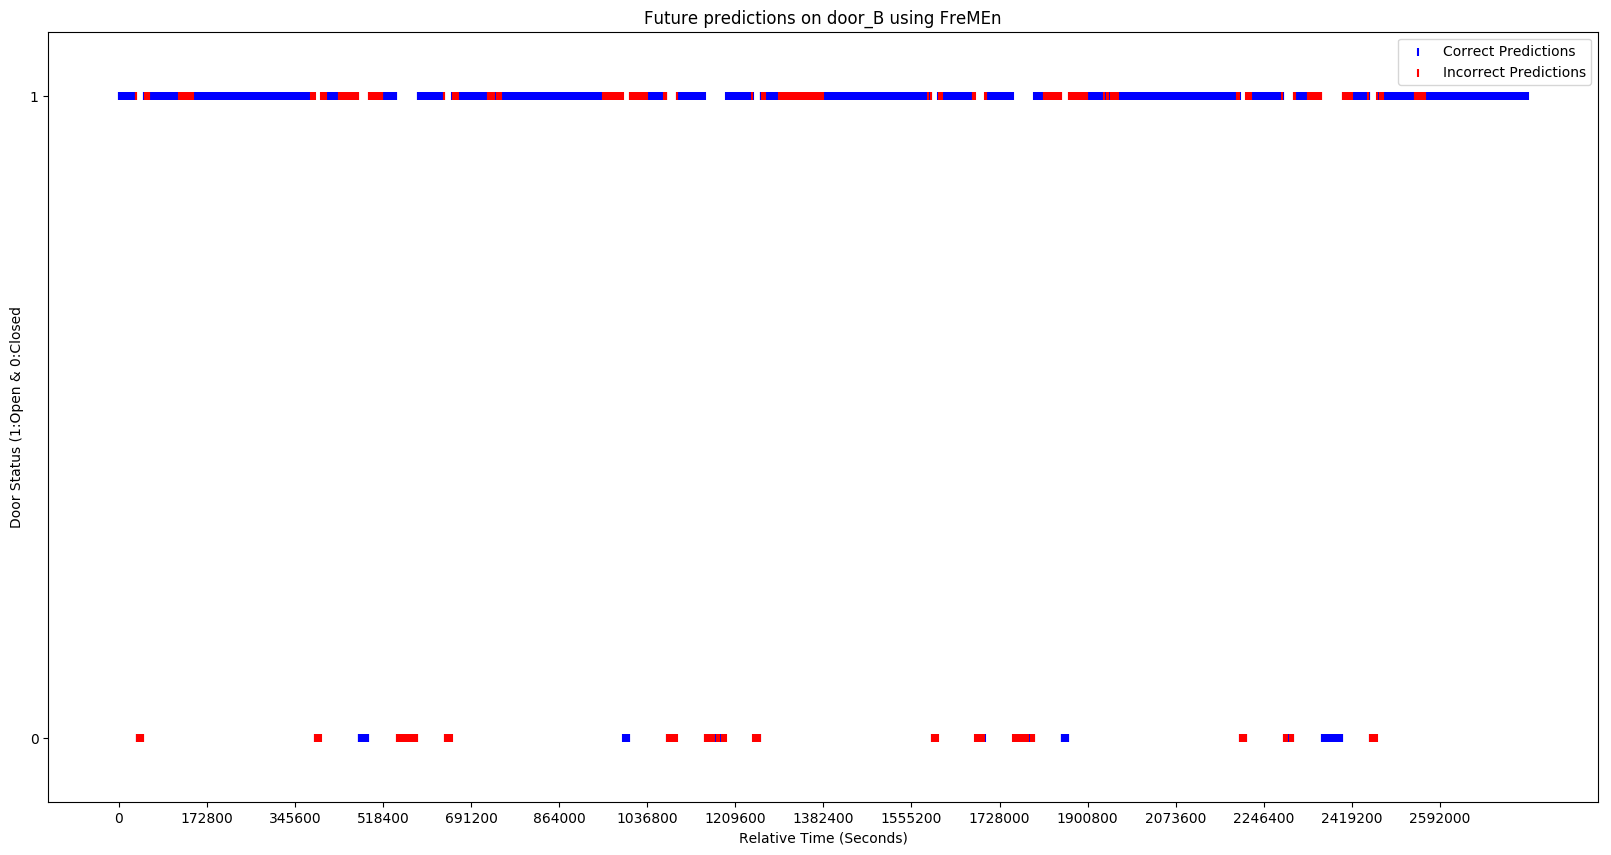 Future predictions on door_B using FreMEn
Correct Predictions
Incorrect Predictions
1
0
Door Status (1:Open & 0:Closed
0 172800 345600 518400 691200 864000 1036800 1209600 1382400 1555200 1728000 1900800 2073600 2246400 2419200 2592000
Relative Time (Seconds)